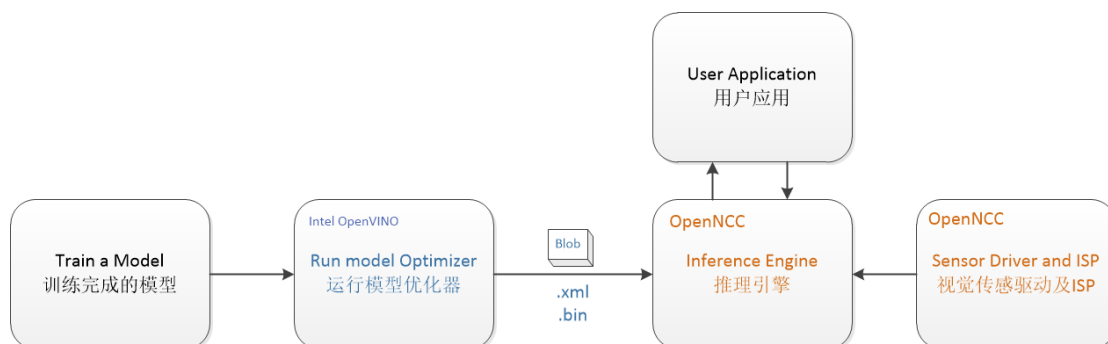 User Application
用户应用
Train a Model
训练完成的模型
Intel OpenVINO
Run model Optimizer
运行模型优化器
Blob
.xml
.bin
OpenNCC
Inference Engine
推理引擎
OpenNCC
Sensor Driver and ISP
视觉传感驱动及ISP